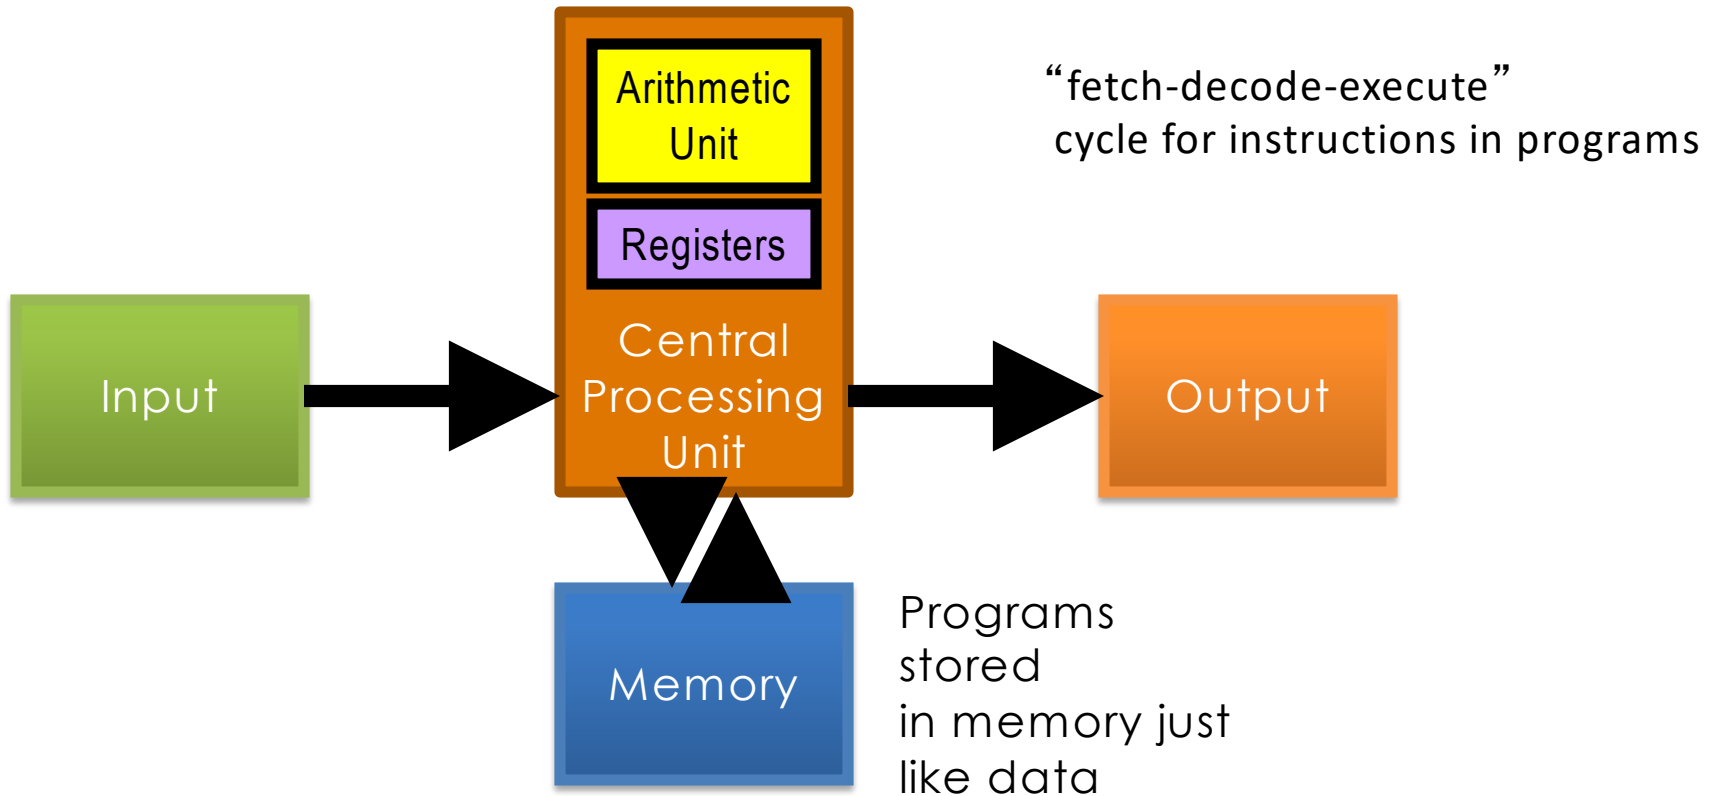 Arithmetic
Unit
Registers
Central
Processing
Unit
“fetch-decode-execute”
cycle for instructions in programs
Input
Output
Memory
Programs
stored
in memory just
like data